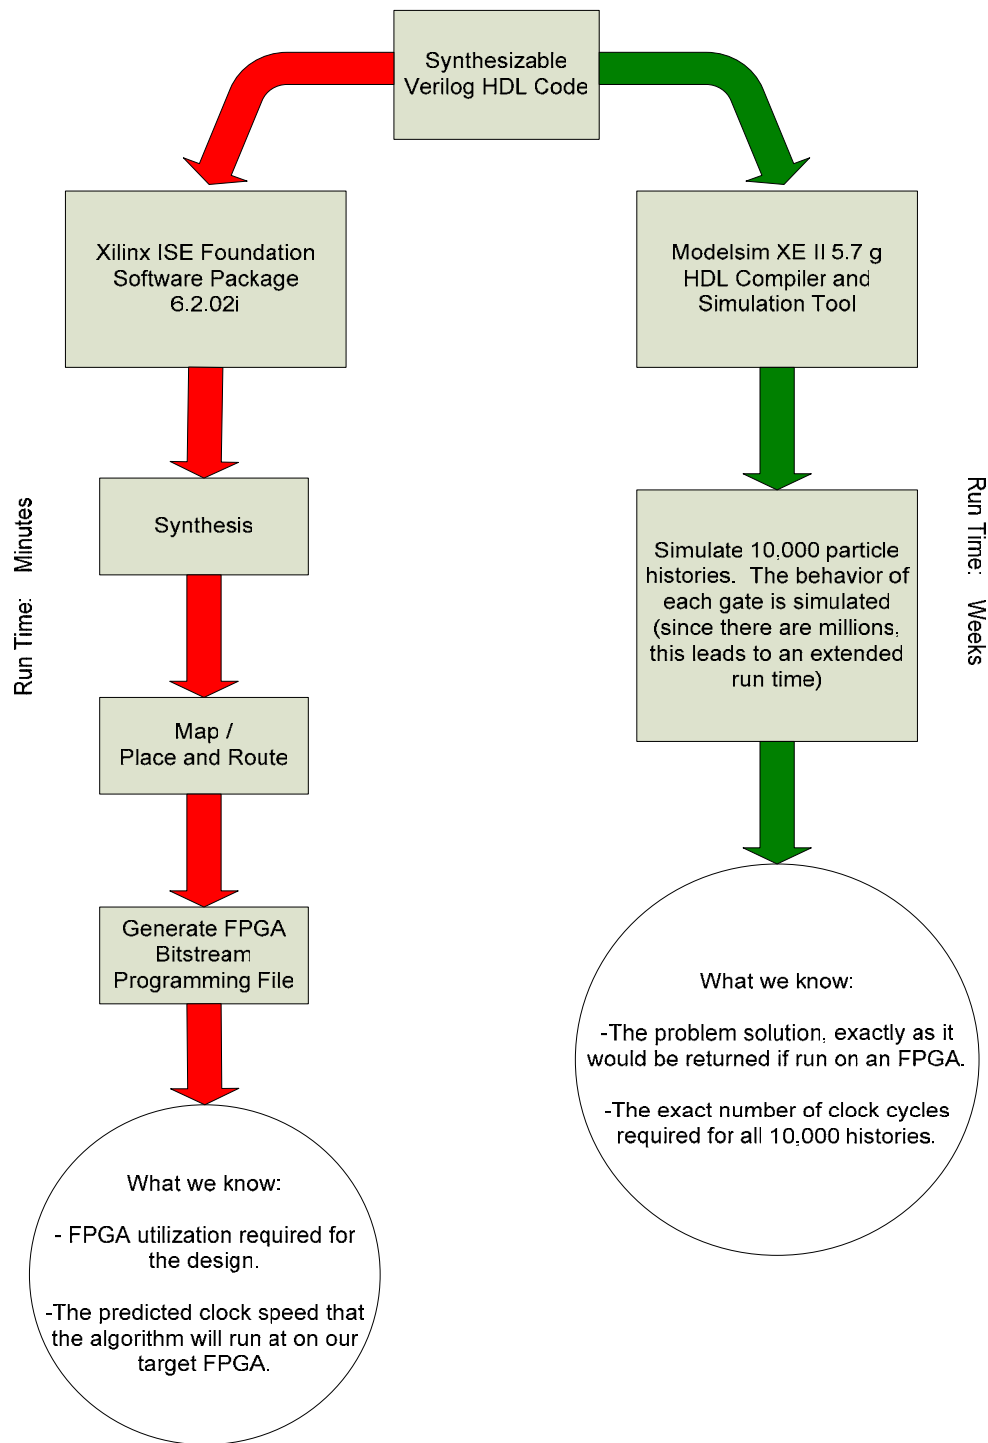 Synthesizable
Verilog HDL Code
Xilinx ISE Foundation
Software Package
6.2.02i
Synthesis
Map /
Place and Route
Generate FPGA
Bitstream
Programming File
What we know:
- FPGA utilization required for
the design.
-The predicted clock speed that
the algorithm will run at on our
target FPGA.
Run Time: Minutes
Modelsim XE II 5.7 g
HDL Compiler and
Simulation Tool
Simulate 10,000 particle
histories. The behavior of
each gate is simulated
(since there are millions,
this leads to an extended
run time)
What we know:
-The problem solution, exactly as it
would be returned if run on an FPGA.
-The exact number of clock cycles
required for all 10,000 histories.
Run Time: Weeks